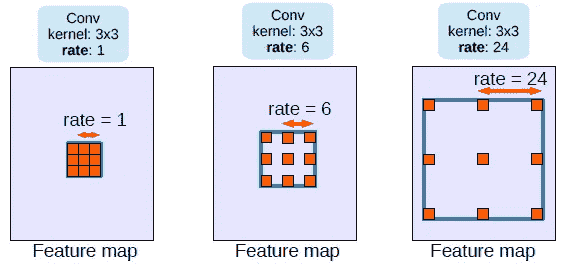 Conv
kernel: 3x3
rate: 1
Conv
kernel: 3x3
rate: 6
Conv
kernel: 3x3
rate: 24
rate = 1
rate = 6
rate = 24
Feature map
Feature map
Feature map